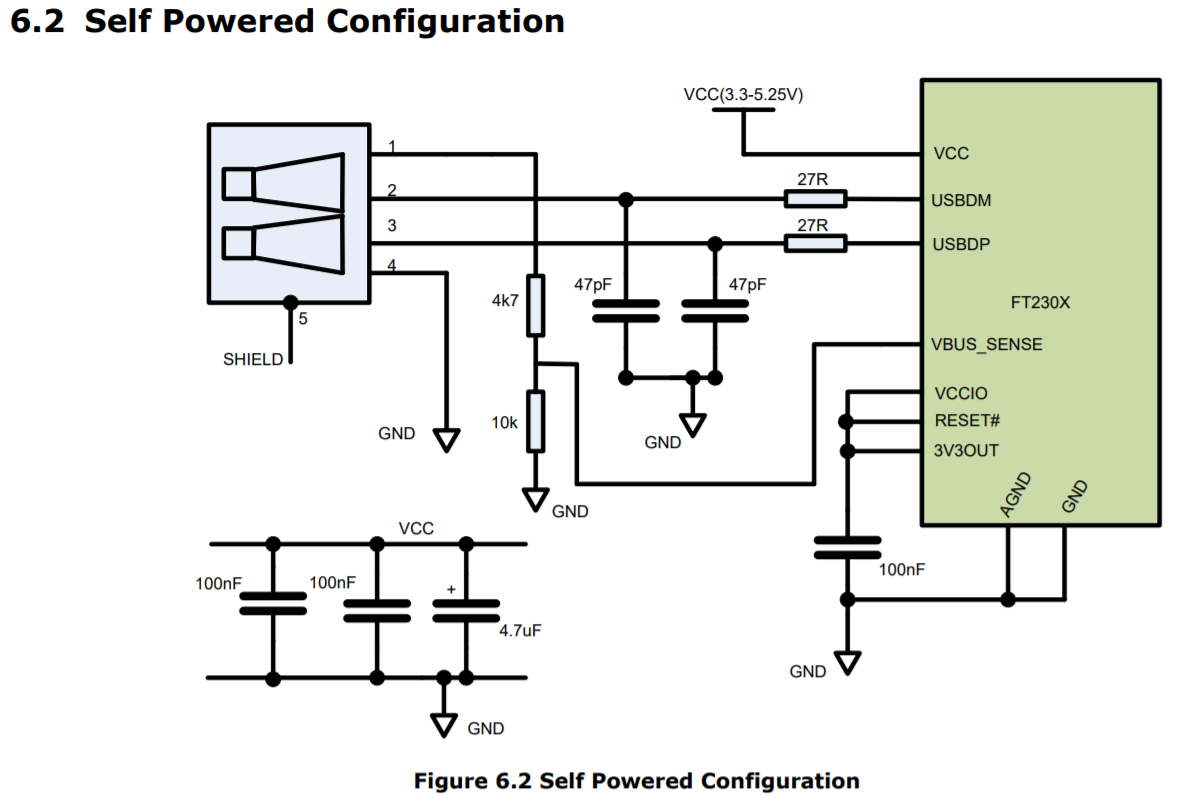 6.2 Self Powered Configuration
VCC(3.3-5.25V)
1
VCC
27R
2
USBDM
27R
3
USBDP
4
47pF
47pF
4k7
FT230X
5
SHIELD
VBUS_SENSE
VCCIO
RESET#
10k
GND
GND
3V3OUT
AGND
GND
GND
VCC
100nF
100nF
100nF
+
4.7uF
GND
GND
Figure 6.2 Self Powered Configuration